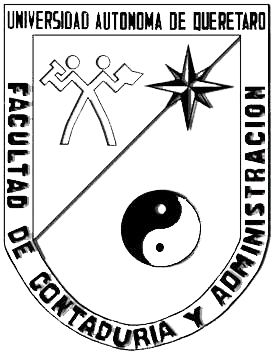 UNIVERSIDAD AUTONOMA DE QUERETARO
FACULTAD DE CONTADURIA Y ADMINISTRACION